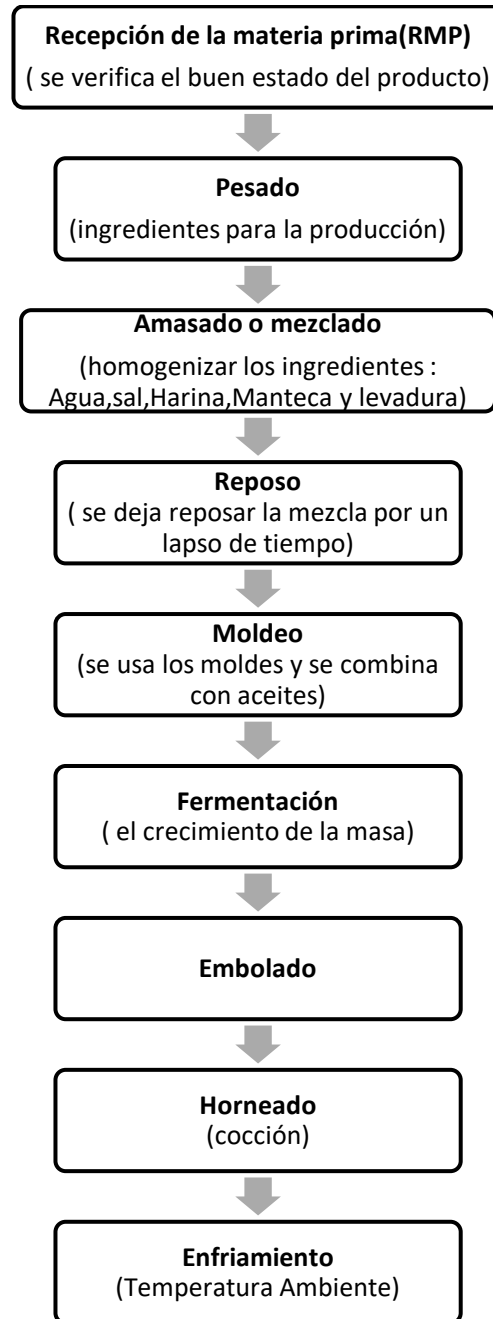 Recepción de la materia prima(RMP)
( se verifica el buen estado del producto)
Pesado
(ingredientes para la producción)
Amasado o mezclado
(homogenizar los ingredientes :
Agua,sal,Harina,Manteca y levadura)
Reposo
( se deja reposar la mezcla por un
lapso de tiempo)
Moldeo
(se usa los moldes y se combina
con aceites)
Fermentación
( el crecimiento de la masa)
Embolado
Horneado
(cocción)
Enfriamiento
(Temperatura Ambiente)